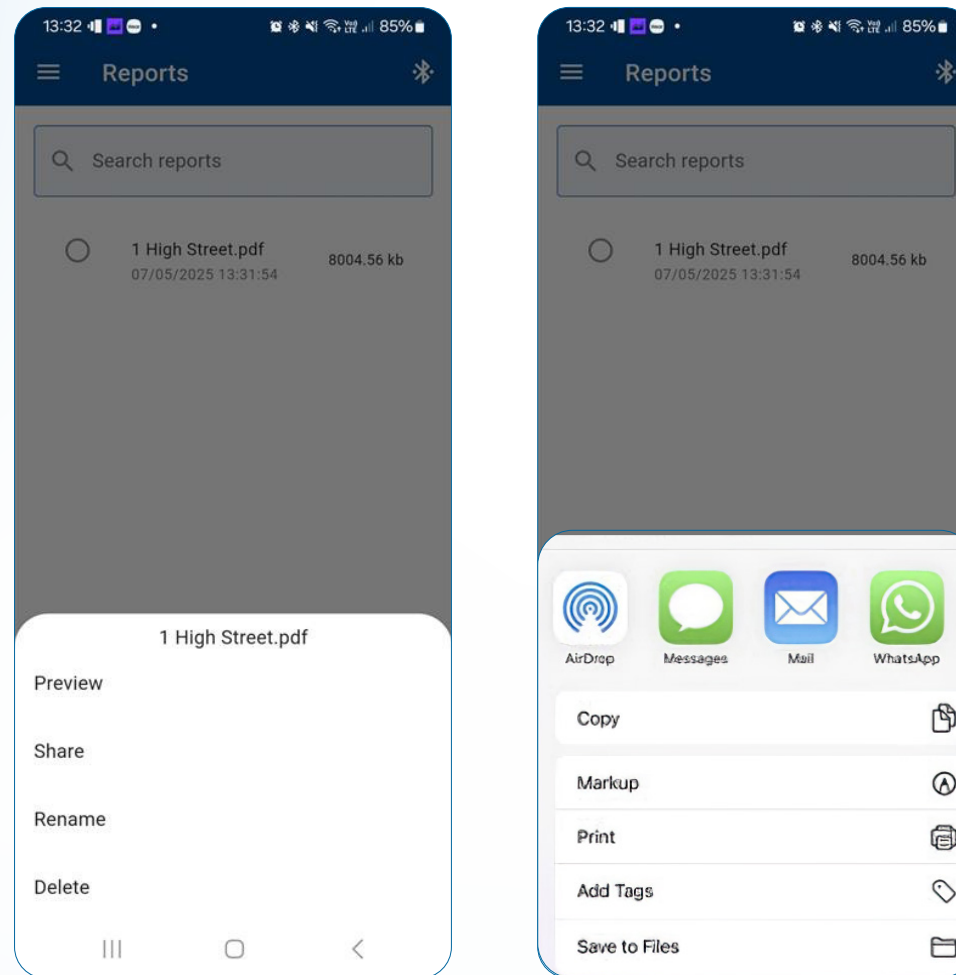 13:32 85%
Reports
Search reports
1 High Street.pdf
07/05/2025 13:31:54
8004.56 kb
1 High Street.pdf
Preview
Share
Rename
Delete
13:32 85%
Reports
Search reports
1 High Street.pdf
07/05/2025 13:31:54
8004.56 kb
AirDrop Messages Mail WhatsApp
Copy
Markup
Print
Add Tags
Save to Files